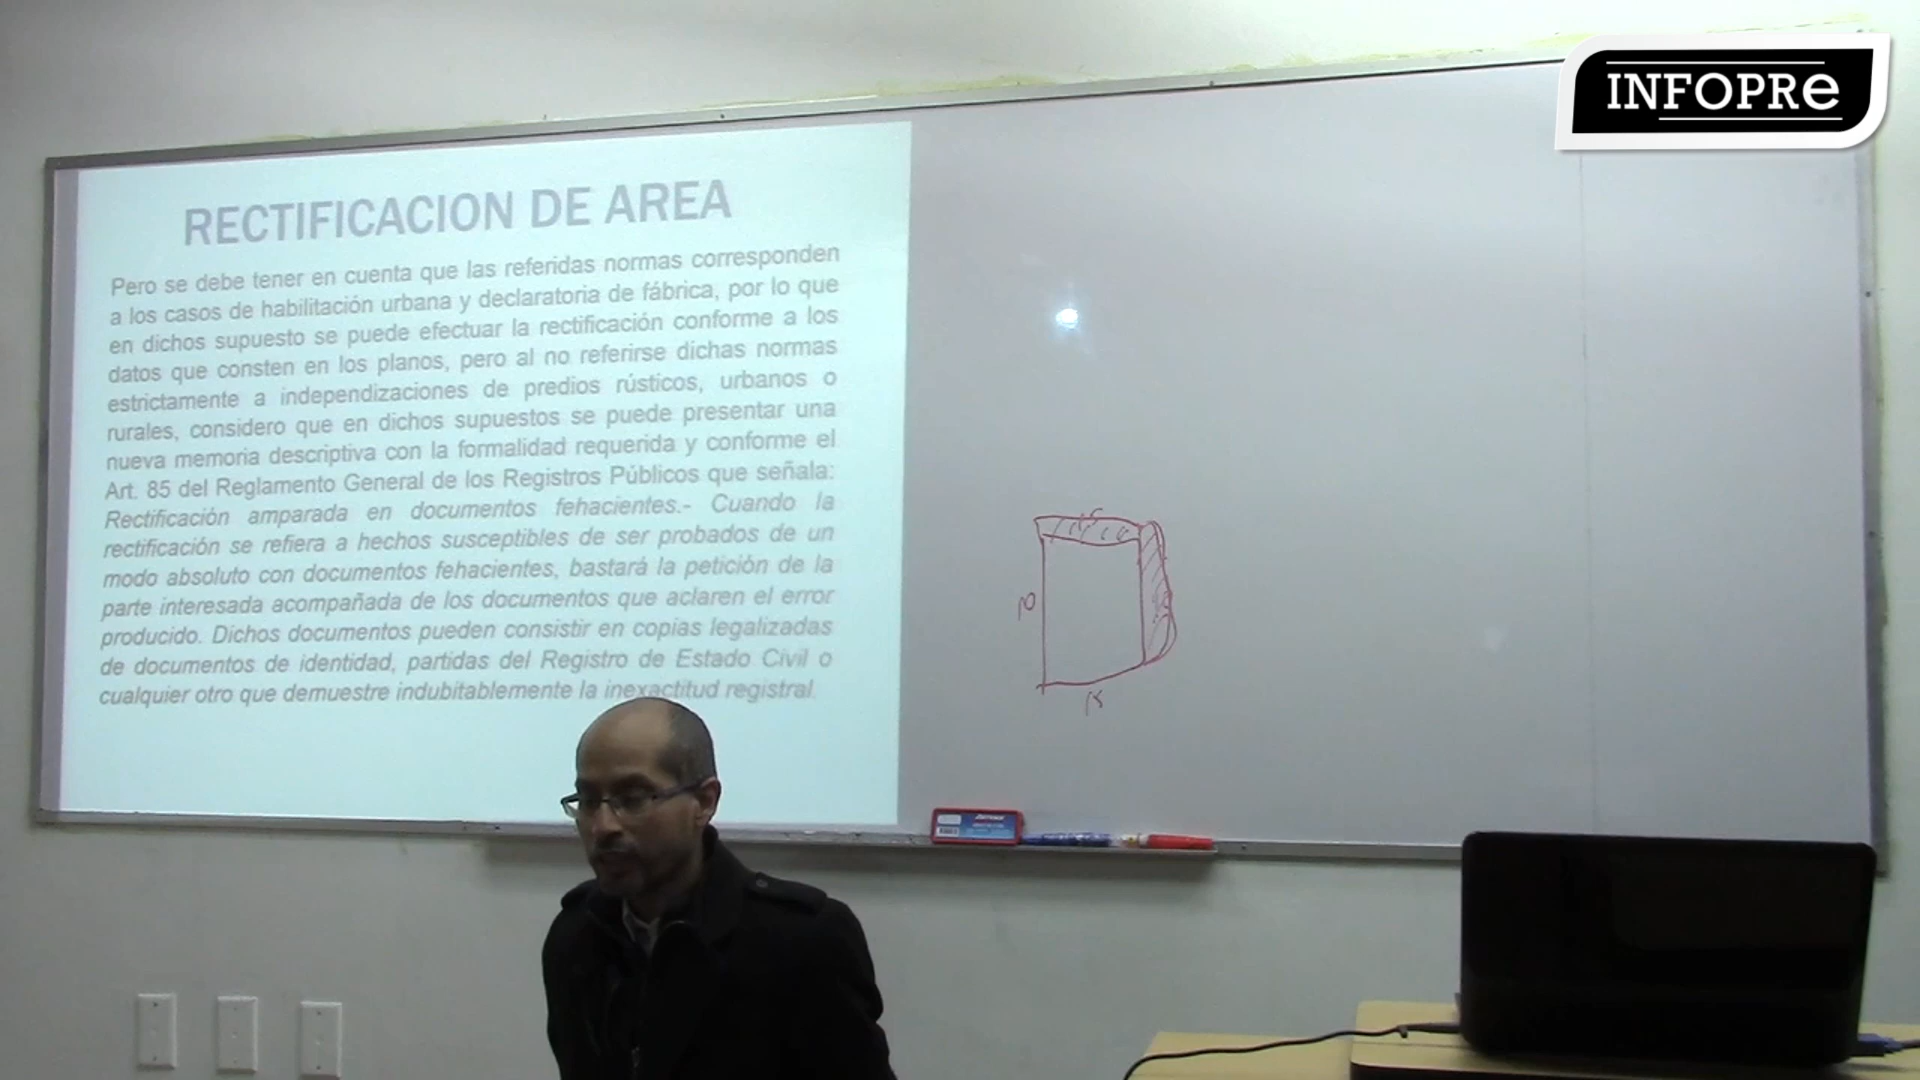 INFOPRe
RECTIFICACION DE AREA
Pero se debe tener en cuenta que las referidas normas corresponden
a los casos de habilitación urbana y declaratoria de fábrica, por lo que
en dichos supuesto se puede efectuar la rectificación conforme a los
datos que consten en los planos, pero al no referirse dichas normas
estrictamente a independizaciones de predios rústicos, urbanos o
rurales, considero que en dichos supuestos se puede presentar una
nueva memoria descriptiva con la formalidad requerida y conforme el
Art. 85 del Reglamento General de los Registros Públicos que señala:
Rectificación amparada en documentos fehacientes.- Cuando la
rectificación se refiera a hechos susceptibles de ser probados de un
modo absoluto con documentos fehacientes, bastará la petición de la
parte interesada acompañada de los documentos que aclaren el error
producido. Dichos documentos pueden consistir en copias legalizadas
de documentos de identidad, partidas del Registro de Estado Civil o
cualquier otro que demuestre indubitablemente la inexactitud registral.